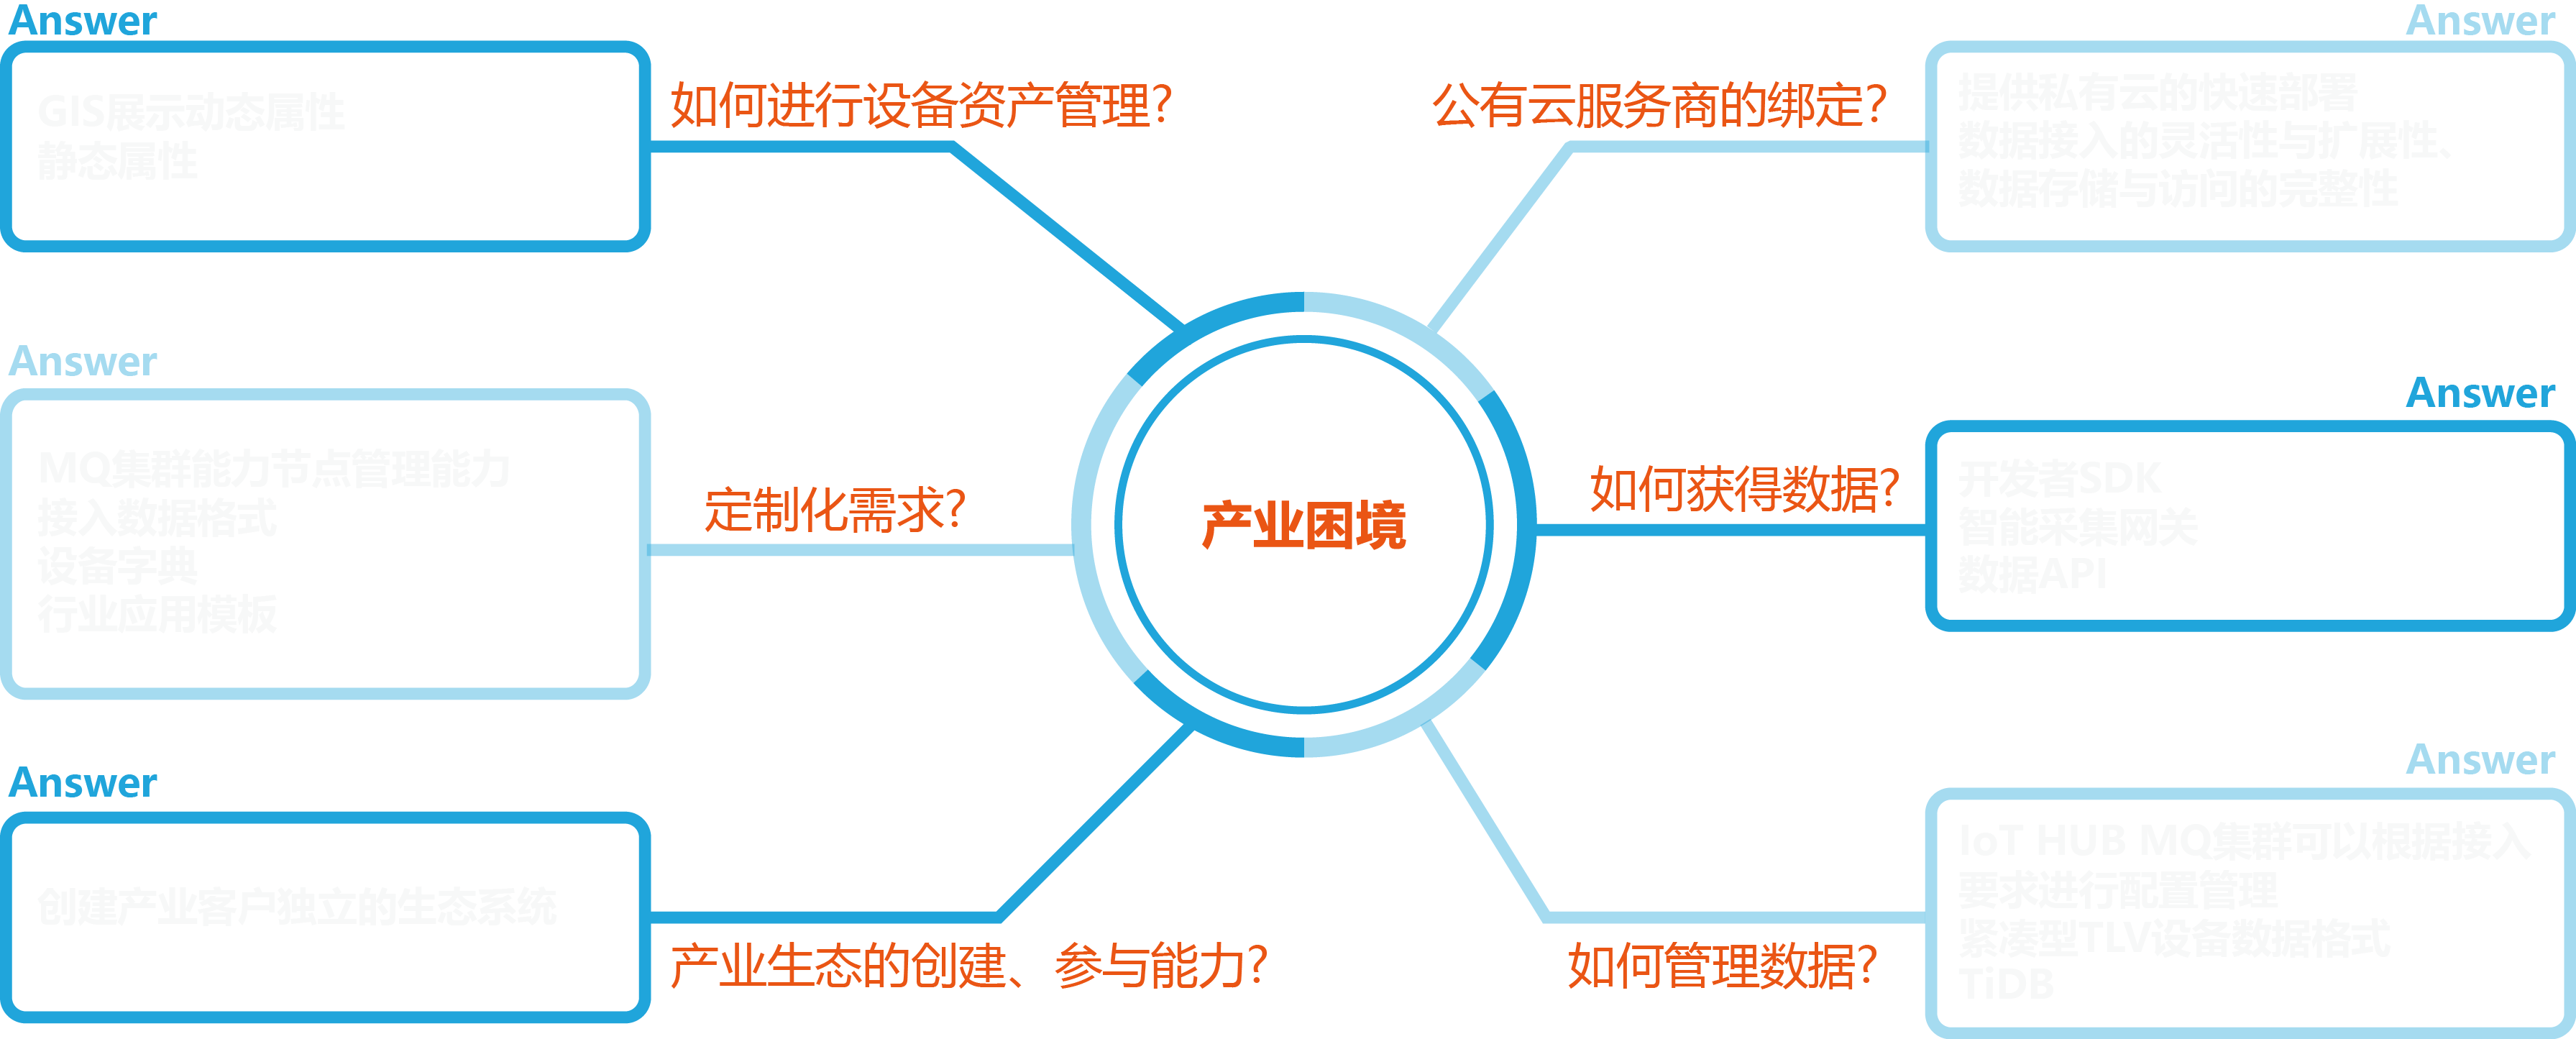 Answer
GIS展示动态属性
静态属性
如何进行设备资产管理?
Answer
MQ集群能力节点管理能力
接入数据格式
设备字典
行业应用模板
定制化需求?
Answer
创建产业客户独立的生态系统
产业生态的创建、参与能力?
产业困境
Answer
公有云服务商的绑定?
提供私有云的快速部署
数据接入的灵活性与扩展性、
数据存储与访问的完整性
Answer
如何获得数据?
开发者SDK
智能采集网关
数据API
Answer
IoT HUB MQ集群可以根据接入
要求进行配置管理
紧凑型TLV设备数据格式
TiDB
如何管理数据?